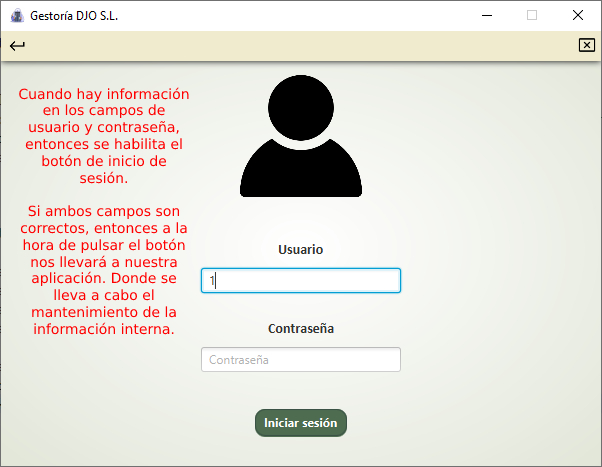 Gestoría DJO S.L.
Cuando hay información
en los campos de
usuario y contraseña,
entonces se habilita el
botón de inicio de
sesión.
Si ambos campos son
correctos, entonces a la
hora de pulsar el botón
nos llevará a nuestra
aplicación. Donde se
lleva a cabo el
mantenimiento de la
información interna.
Usuario
1
Contraseña
Contraseña
Iniciar sesión